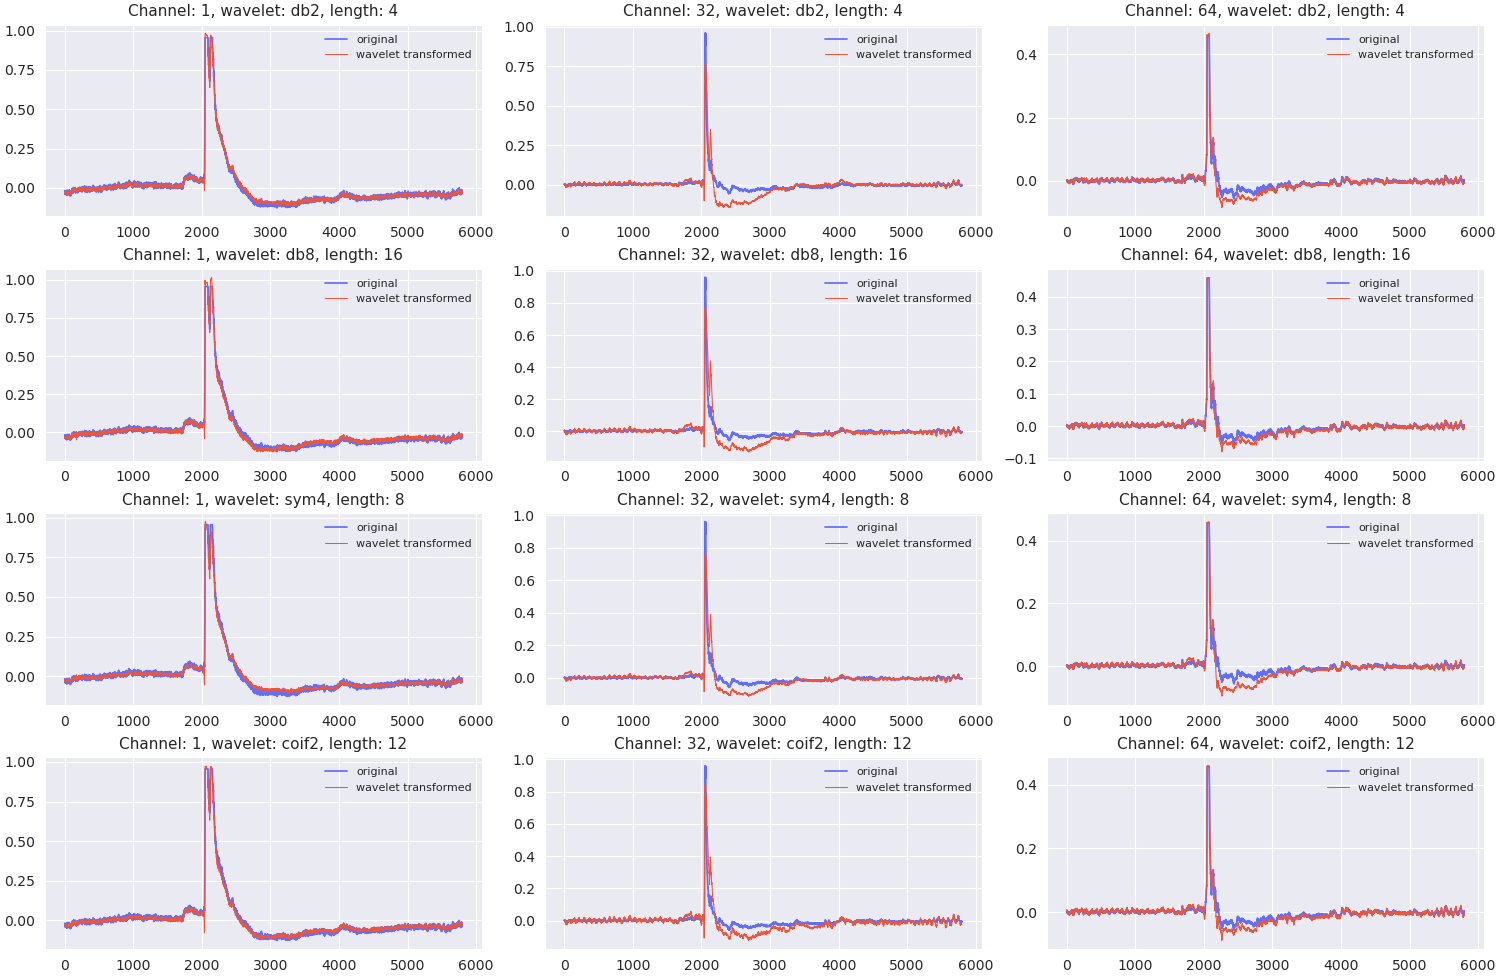 Channel: 1, wavelet: db2, length: 4
1.00
0.75
0.50
0.25
0.00
original
wavelet transformed
0 1000 2000 3000 4000 5000 6000
Channel: 32, wavelet: db2, length: 4
1.00
0.75
0.50
0.25
0.00
original
wavelet transformed
0 1000 2000 3000 4000 5000 6000
Channel: 64, wavelet: db2, length: 4
0.4
0.2
0.0
original
wavelet transformed
0 1000 2000 3000 4000 5000 6000
Channel: 1, wavelet: db8, length: 16
1.00
0.75
0.50
0.25
0.00
original
wavelet transformed
0 1000 2000 3000 4000 5000 6000
Channel: 32, wavelet: db8, length: 16
1.0
0.8
0.6
0.4
0.2
0.0
original
wavelet transformed
0 1000 2000 3000 4000 5000 6000
Channel: 64, wavelet: db8, length: 16
0.4
0.3
0.2
0.1
0.0
−0.1
original
wavelet transformed
0 1000 2000 3000 4000 5000 6000
Channel: 1, wavelet: sym4, length: 8
1.00
0.75
0.50
0.25
0.00
original
wavelet transformed
0 1000 2000 3000 4000 5000 6000
Channel: 32, wavelet: sym4, length: 8
1.0
0.8
0.6
0.4
0.2
0.0
original
wavelet transformed
0 1000 2000 3000 4000 5000 6000
Channel: 64, wavelet: sym4, length: 8
0.4
0.2
0.0
original
wavelet transformed
0 1000 2000 3000 4000 5000 6000
Channel: 1, wavelet: coif2, length: 12
1.00
0.75
0.50
0.25
0.00
original
wavelet transformed
0 1000 2000 3000 4000 5000 6000
Channel: 32, wavelet: coif2, length: 12
1.0
0.8
0.6
0.4
0.2
0.0
original
wavelet transformed
0 1000 2000 3000 4000 5000 6000
Channel: 64, wavelet: coif2, length: 12
0.4
0.2
0.0
original
wavelet transformed
0 1000 2000 3000 4000 5000 6000